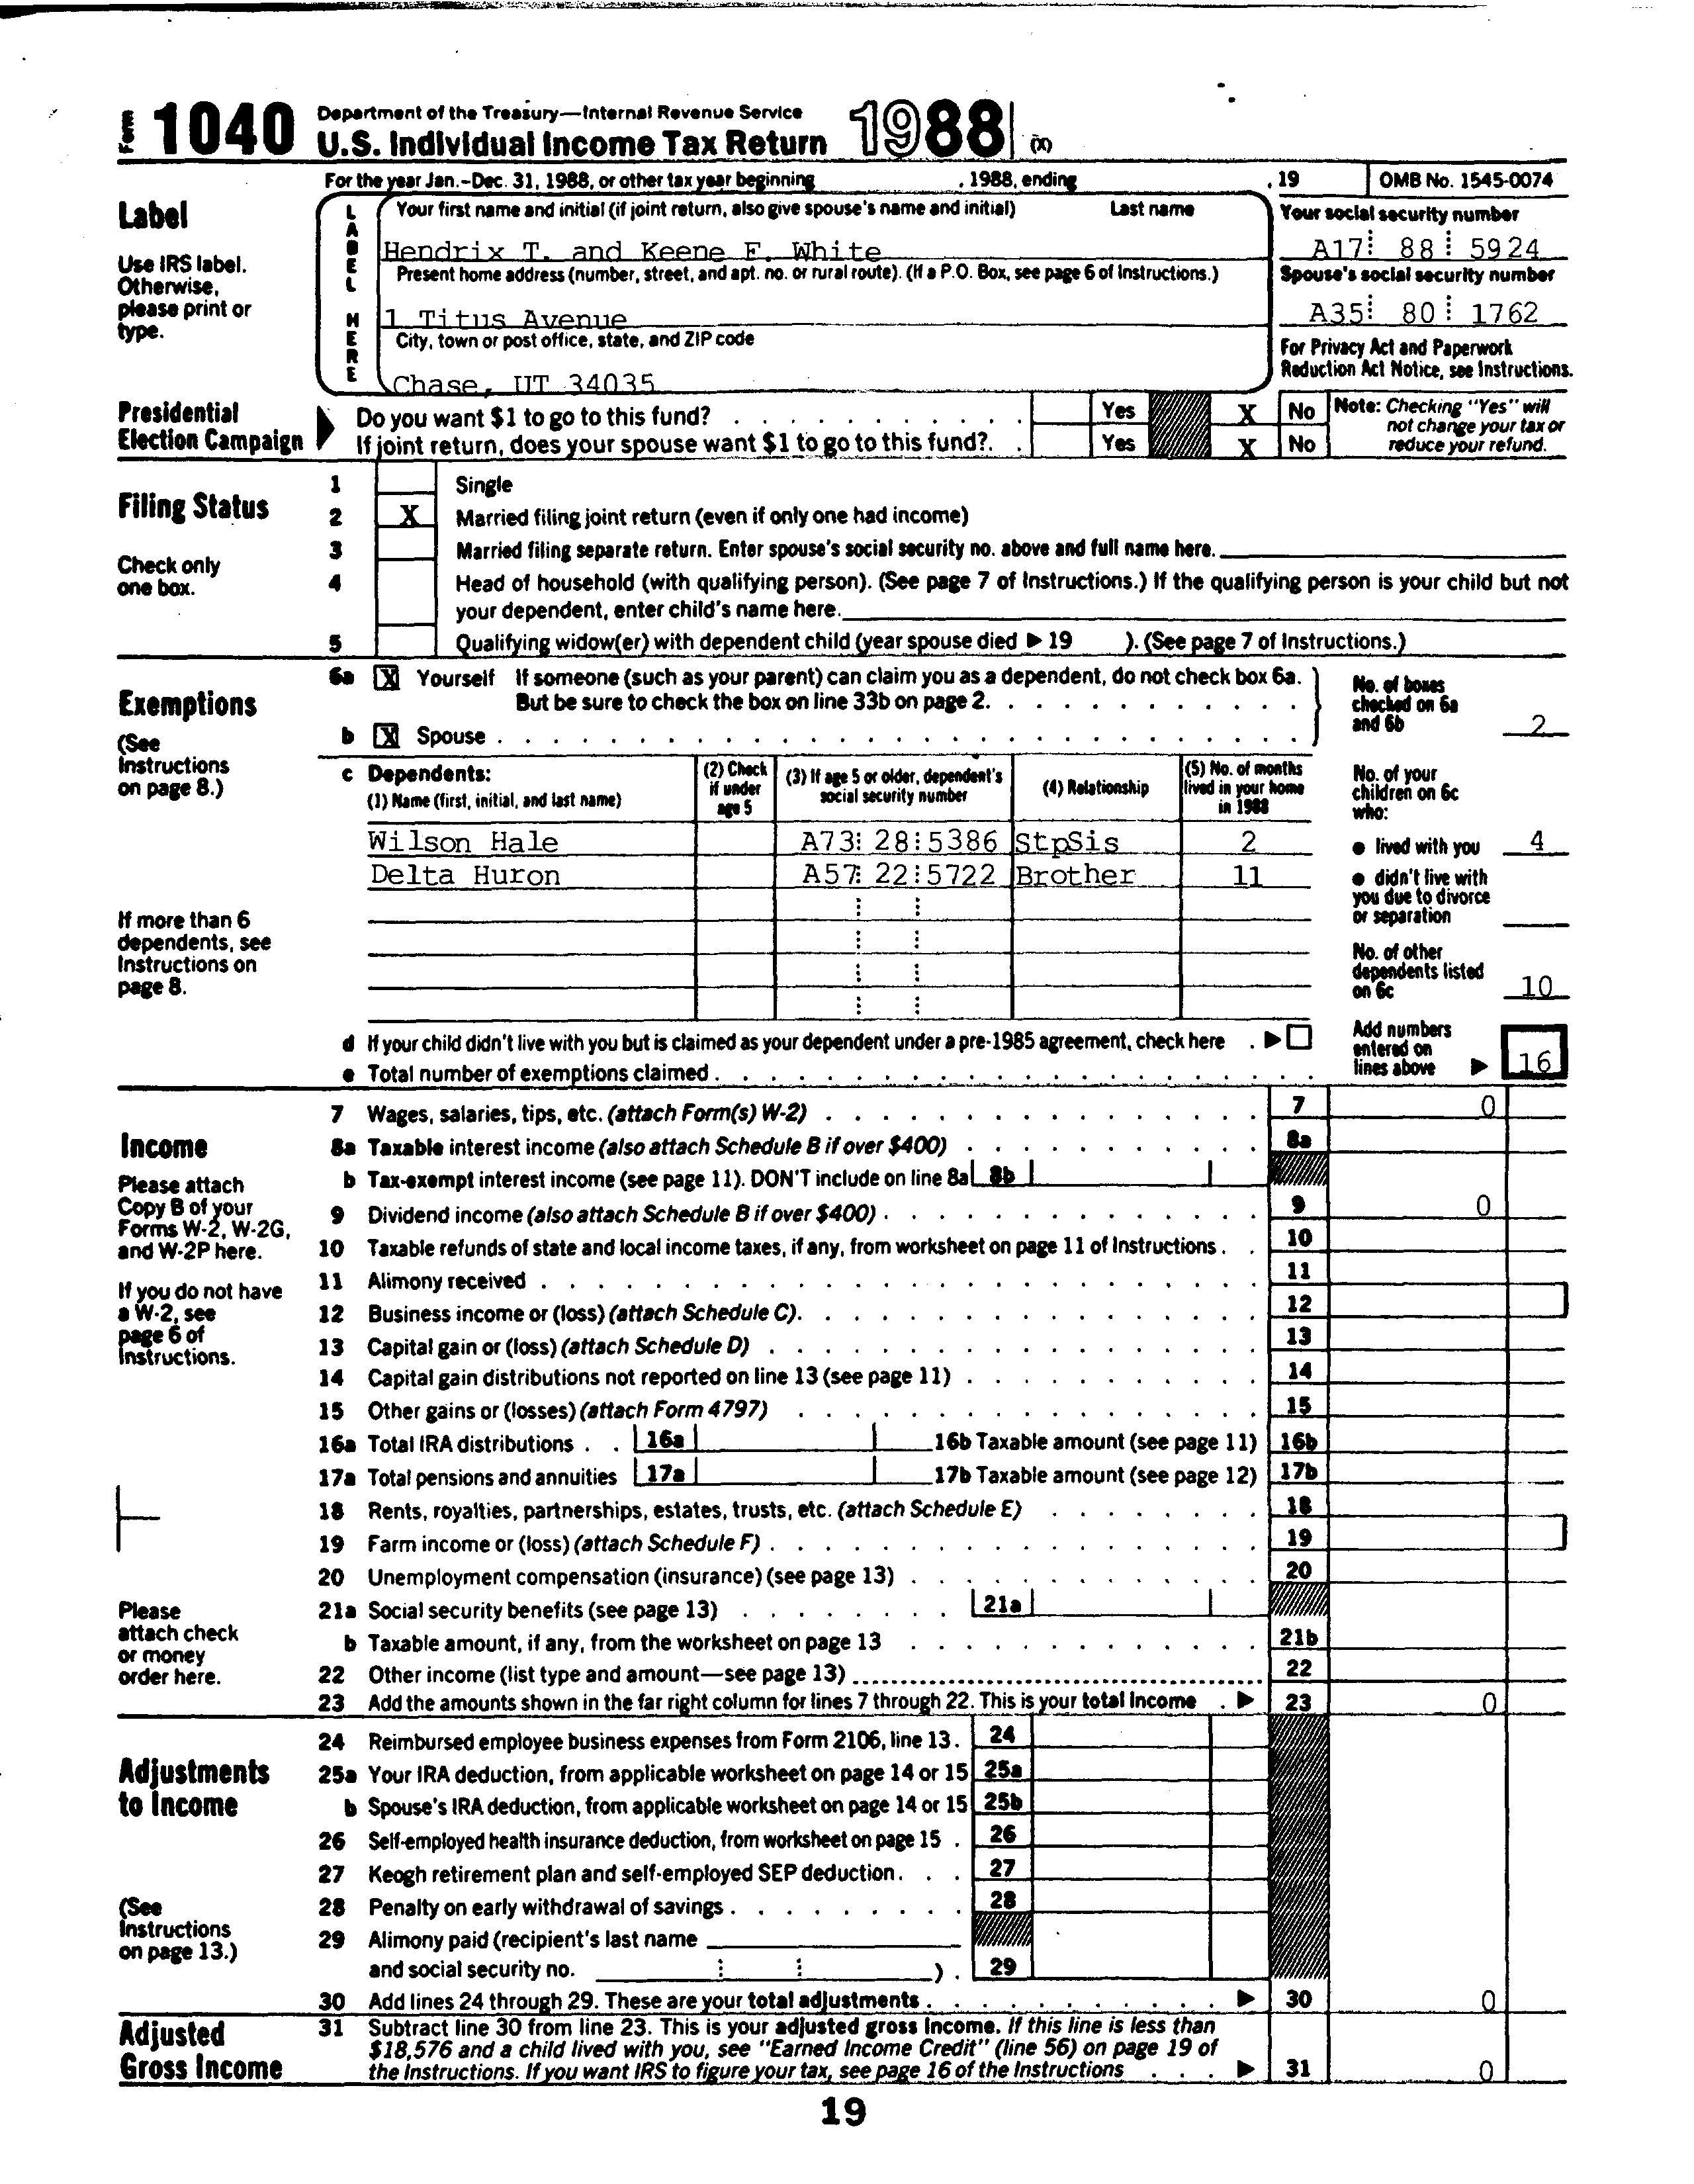 Form 1040 Department of the Treasury—Internal Revenue Service
U.S. Individual Income Tax Return 1988 (X)
For the year Jan.-Dec. 31, 1988, or other tax year beginning , 1988, ending , 19 OMB No. 1545-0074
Label
Use IRS label.
Otherwise,
please print or
type.
LABEL HERE
Your first name and initial (if joint return, also give spouse's name and initial) Last name
Hendrix T. and Keene F. White
Present home address (number, street, and apt. no. or rural route). (If a P.O. Box, see page 6 of Instructions.)
1 Titus Avenue
City, town or post office, state, and ZIP code
Chase, UT 34035
Your social security number
A17 88 5924
Spouse's social security number
A35 80 1762
For Privacy Act and Paperwork
Reduction Act Notice, see Instructions.
Presidential
Election Campaign
Do you want $1 to go to this fund? Yes X No
If joint return, does your spouse want $1 to go to this fund?. Yes X No
Note: Checking "Yes" will
not change your tax or
reduce your refund.
Filing Status
Check only
one box.
1 Single
2 X Married filing joint return (even if only one had income)
3 Married filing separate return. Enter spouse's social security no. above and full name here.
4 Head of household (with qualifying person). (See page 7 of Instructions.) If the qualifying person is your child but not
your dependent, enter child's name here.
5 Qualifying widow(er) with dependent child (year spouse died ▶ 19 ). (See page 7 of Instructions.)
Exemptions
(See
Instructions
on page 8.)
6a X Yourself If someone (such as your parent) can claim you as a dependent, do not check box 6a.
But be sure to check the box on line 33b on page 2.
b X Spouse
No. of boxes
checked on 6a
and 6b 2
c Dependents:
(1) Name (first, initial, and last name)
(2) Check
if under
age 5
(3) If age 5 or older, dependent's
social security number
(4) Relationship
(5) No. of months
lived in your home
in 1988
Wilson Hale A73 28 5386 StpSis 2
Delta Huron A57 22 5722 Brother 11
If more than 6
dependents, see
Instructions on
page 8.
No. of your
children on 6c
who:
● lived with you 4
● didn't live with
you due to divorce
or separation
No. of other
dependents listed
on 6c 10
d If your child didn't live with you but is claimed as your dependent under a pre-1985 agreement, check here . ▶
e Total number of exemptions claimed
Add numbers
entered on
lines above ▶ 16
Income
Please attach
Copy B of your
Forms W-2, W-2G,
and W-2P here.
If you do not have
a W-2, see
page 6 of
Instructions.
Please
attach check
or money
order here.
7 Wages, salaries, tips, etc. (attach Form(s) W-2) 7 0
8a Taxable interest income (also attach Schedule B if over $400) 8a
b Tax-exempt interest income (see page 11). DON'T include on line 8a 8b
9 Dividend income (also attach Schedule B if over $400) 9 0
10 Taxable refunds of state and local income taxes, if any, from worksheet on page 11 of Instructions 10
11 Alimony received 11
12 Business income or (loss) (attach Schedule C). 12
13 Capital gain or (loss) (attach Schedule D) 13
14 Capital gain distributions not reported on line 13 (see page 11) 14
15 Other gains or (losses) (attach Form 4797) 15
16a Total IRA distributions 16a 16b Taxable amount (see page 11) 16b
17a Total pensions and annuities 17a 17b Taxable amount (see page 12) 17b
18 Rents, royalties, partnerships, estates, trusts, etc. (attach Schedule E) 18
19 Farm income or (loss) (attach Schedule F) 19
20 Unemployment compensation (insurance) (see page 13) 20
21a Social security benefits (see page 13) 21a
b Taxable amount, if any, from the worksheet on page 13 21b
22 Other income (list type and amount—see page 13) 22
23 Add the amounts shown in the far right column for lines 7 through 22. This is your total income ▶ 23 0
Adjustments
to Income
(See
Instructions
on page 13.)
24 Reimbursed employee business expenses from Form 2106, line 13. 24
25a Your IRA deduction, from applicable worksheet on page 14 or 15 25a
b Spouse's IRA deduction, from applicable worksheet on page 14 or 15 25b
26 Self-employed health insurance deduction, from worksheet on page 15 26
27 Keogh retirement plan and self-employed SEP deduction 27
28 Penalty on early withdrawal of savings 28
29 Alimony paid (recipient's last name
and social security no. ) . 29
30 Add lines 24 through 29. These are your total adjustments ▶ 30 0
Adjusted
Gross Income
31 Subtract line 30 from line 23. This is your adjusted gross income. If this line is less than
$18,576 and a child lived with you, see "Earned Income Credit" (line 56) on page 19 of
the Instructions. If you want IRS to figure your tax, see page 16 of the Instructions ▶ 31 0
19